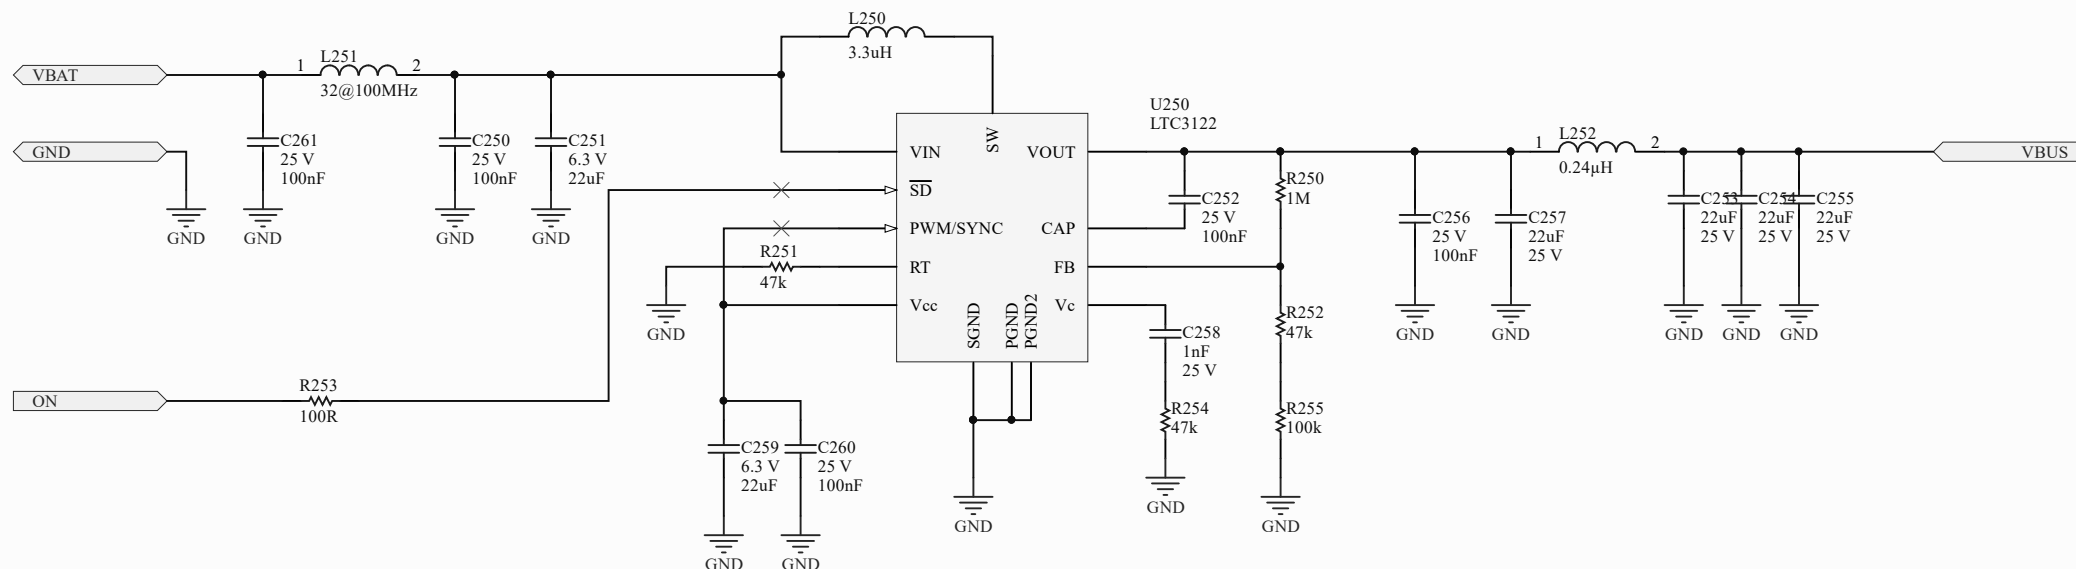 L250
3.3uH
VBAT
1
L251
2
32@100MHz
U250
LTC3122
GND
C261
25 V
100nF
C250
25 V
100nF
C251
6.3 V
22uF
VIN
SW
VOUT
1
L252
2
0.24µH
VBUS
GND
GND
GND
GND
SD
PWM/SYNC
CAP
C252
25 V
100nF
R250
1M
C256
25 V
100nF
C257
22uF
25 V
C253
22uF
25 V
C254
22uF
25 V
C255
22uF
25 V
R251
47k
RT
FB
GND
Vcc
SGND
PGND
PGND2
Vc
C258
1nF
25 V
R252
47k
GND
GND
GND
GND
GND
ON
R253
100R
R254
47k
R255
100k
C259
6.3 V
22uF
C260
25 V
100nF
GND
GND
GND
GND
GND